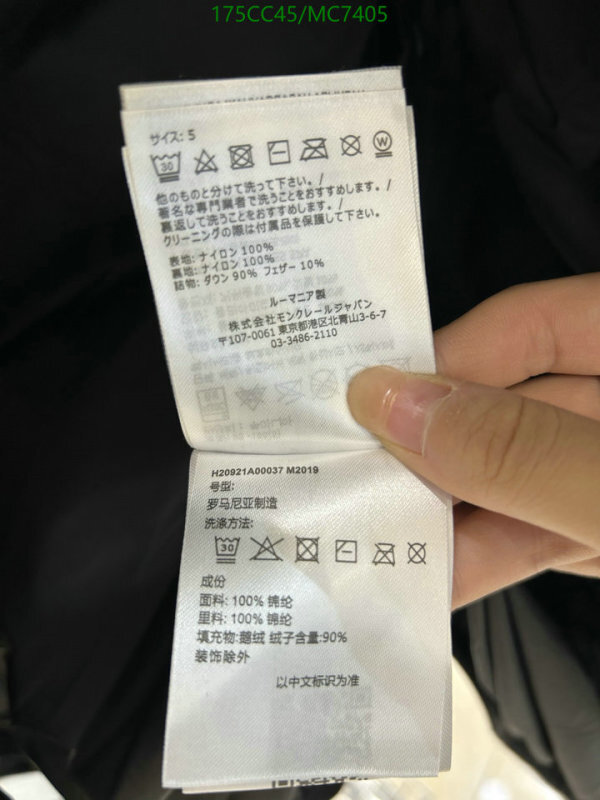 175CC45/MC7405
サイズ: 5
30
W
他のものと分けて洗って下さい。/
著名な専門業者で洗うことをおすすめします。/
裏返して洗うことをおすすめします。/
クリーニングの際は付属品を保護して下さい。
表地: ナイロン 100%
裏地: ナイロン 100%
詰物: ダウン 90% フェザー 10%
ルーマニア製
株式会社モンクレールジャパン
〒107-0061 東京都港区北青山3-6-7
03-3486-2110
H20921A00037 M2019
号型:
罗马尼亚制造
洗涤方法:
30
成份
面料: 100% 锦纶
里料: 100% 锦纶
填充物:鹅绒 绒子含量:90%
装饰除外
以中文标识为准